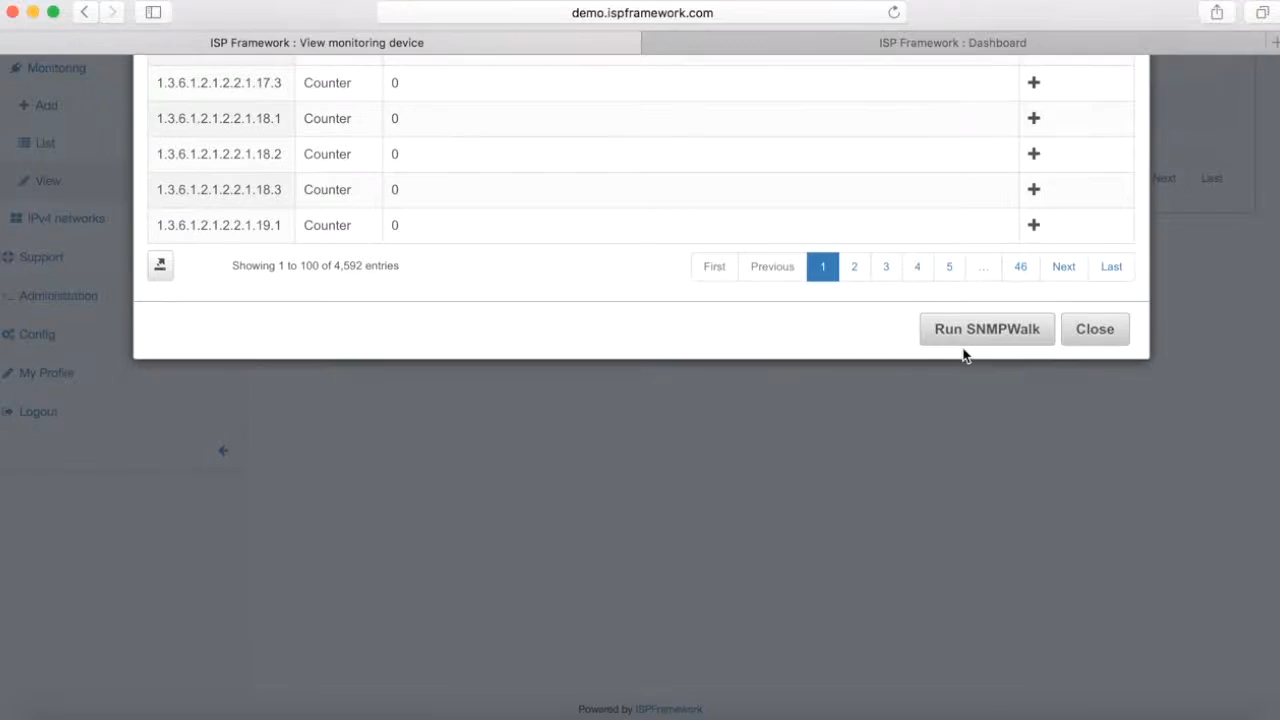 demo.ispframework.com
ISP Framework : View monitoring device
ISP Framework : Dashboard
Monitoring
Add
List
View
IPv4 networks
Support
Administration
Config
My Profile
Logout
1.3.6.1.2.1.2.2.1.17.3 Counter 0
1.3.6.1.2.1.2.2.1.18.1 Counter 0
1.3.6.1.2.1.2.2.1.18.2 Counter 0
1.3.6.1.2.1.2.2.1.18.3 Counter 0
1.3.6.1.2.1.2.2.1.19.1 Counter 0
Showing 1 to 100 of 4,592 entries
First Previous 1 2 3 4 5 ... 46 Next Last
Next Last
Run SNMPWalk Close
Powered by ISPFramework